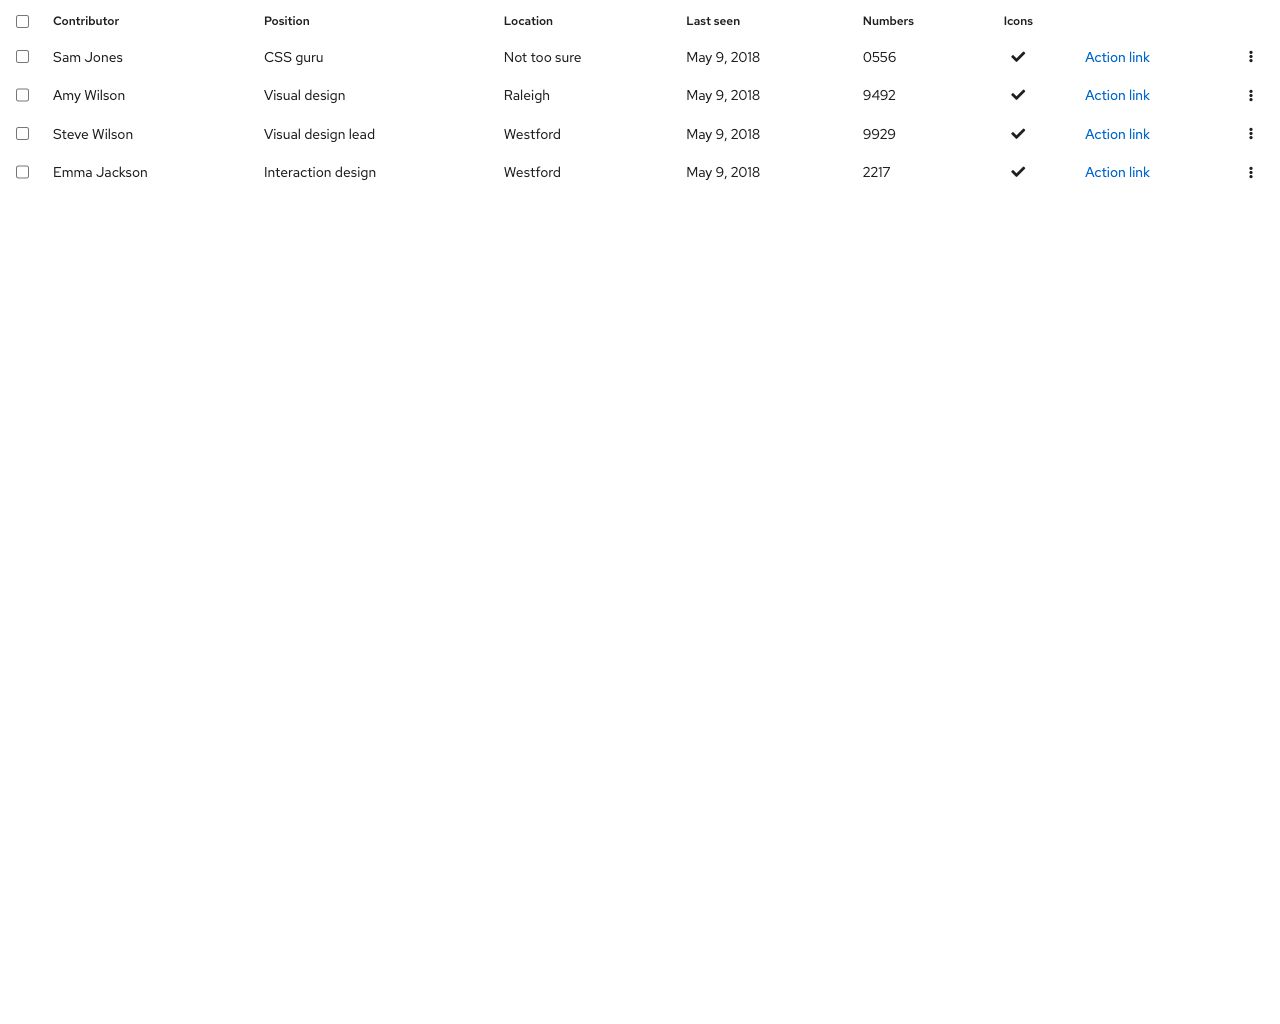 Contributor Position Location Last seen Numbers Icons
Sam Jones CSS guru Not too sure May 9, 2018 0556 Action link
Amy Wilson Visual design Raleigh May 9, 2018 9492 Action link
Steve Wilson Visual design lead Westford May 9, 2018 9929 Action link
Emma Jackson Interaction design Westford May 9, 2018 2217 Action link